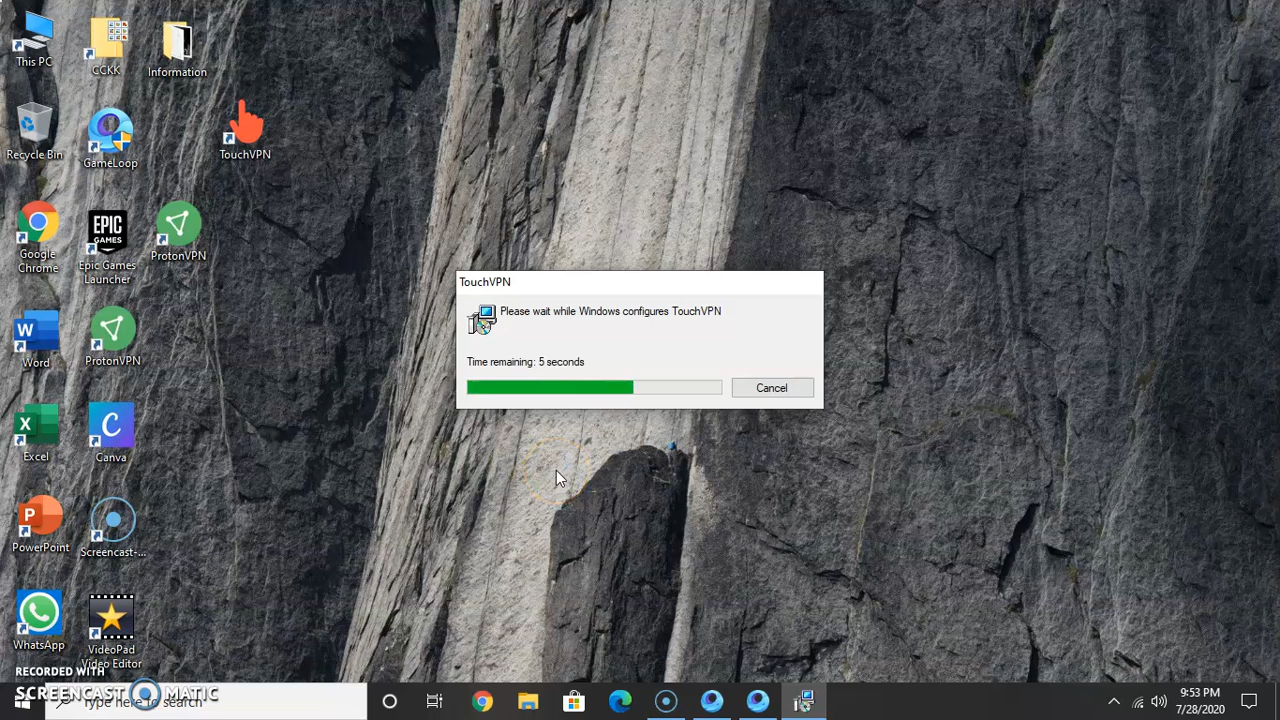 This PC
CCKK
Information
Recycle Bin
GameLoop
TouchVPN
Google
Chrome
EPIC
GAMES
Epic Games
Launcher
ProtonVPN
W
Word
ProtonVPN
X
Excel
C
Canva
P
PowerPoint
Screencast-...
WhatsApp
VideoPad
Video Editor
TouchVPN
Please wait while Windows configures TouchVPN
Time remaining: 5 seconds
Cancel
RECORDED WITH
SCREENCAST MATIC
Type here to search
9:53 PM
7/28/2020